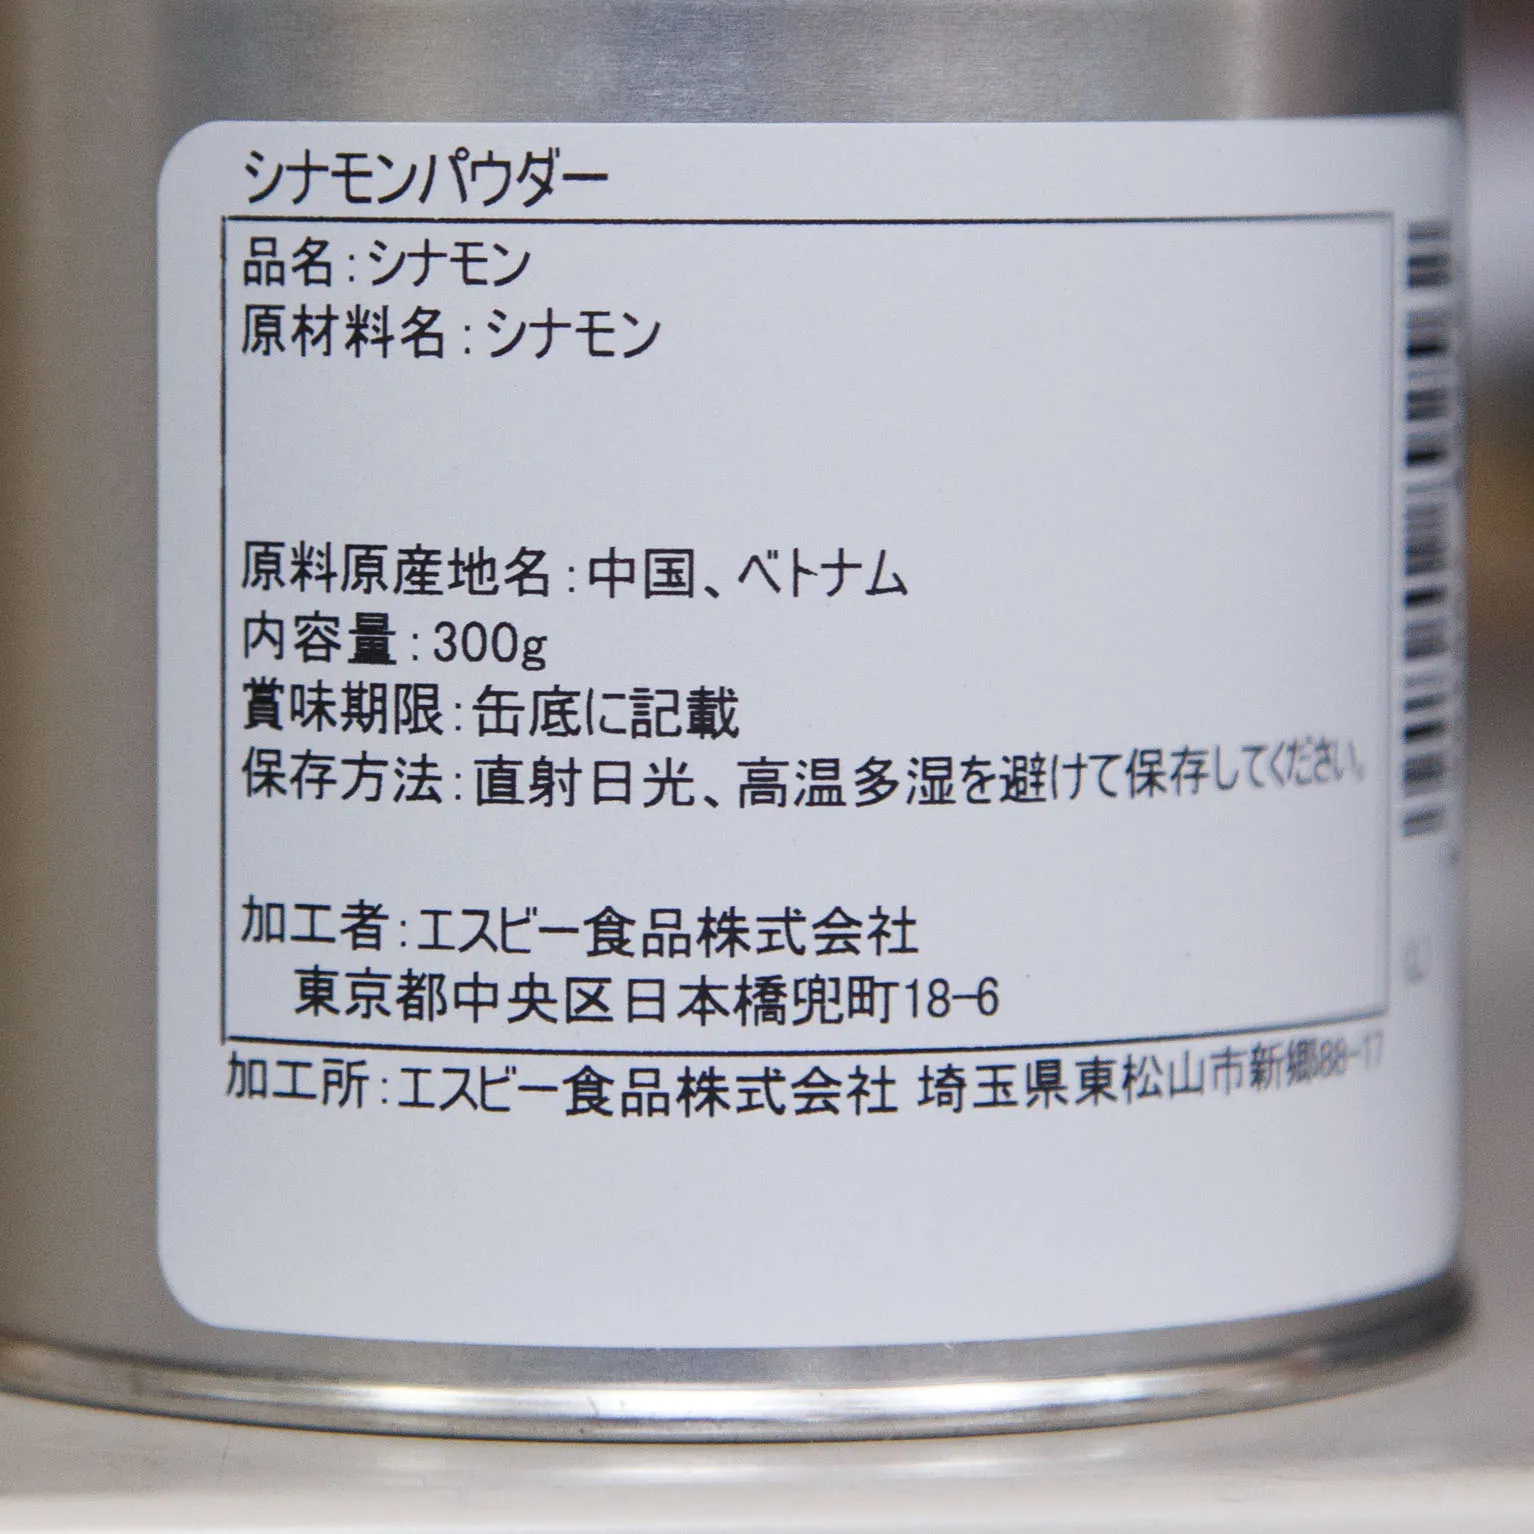 シナモンパウダー
品名:シナモン
原材料名:シナモン
原料原産地名:中国、ベトナム
内容量:300g
賞味期限:缶底に記載
保存方法:直射日光、高温多湿を避けて保存してください。
加工者:エスビー食品株式会社
東京都中央区日本橋兜町18-6
加工所:エスビー食品株式会社 埼玉県東松山市新郷88-17